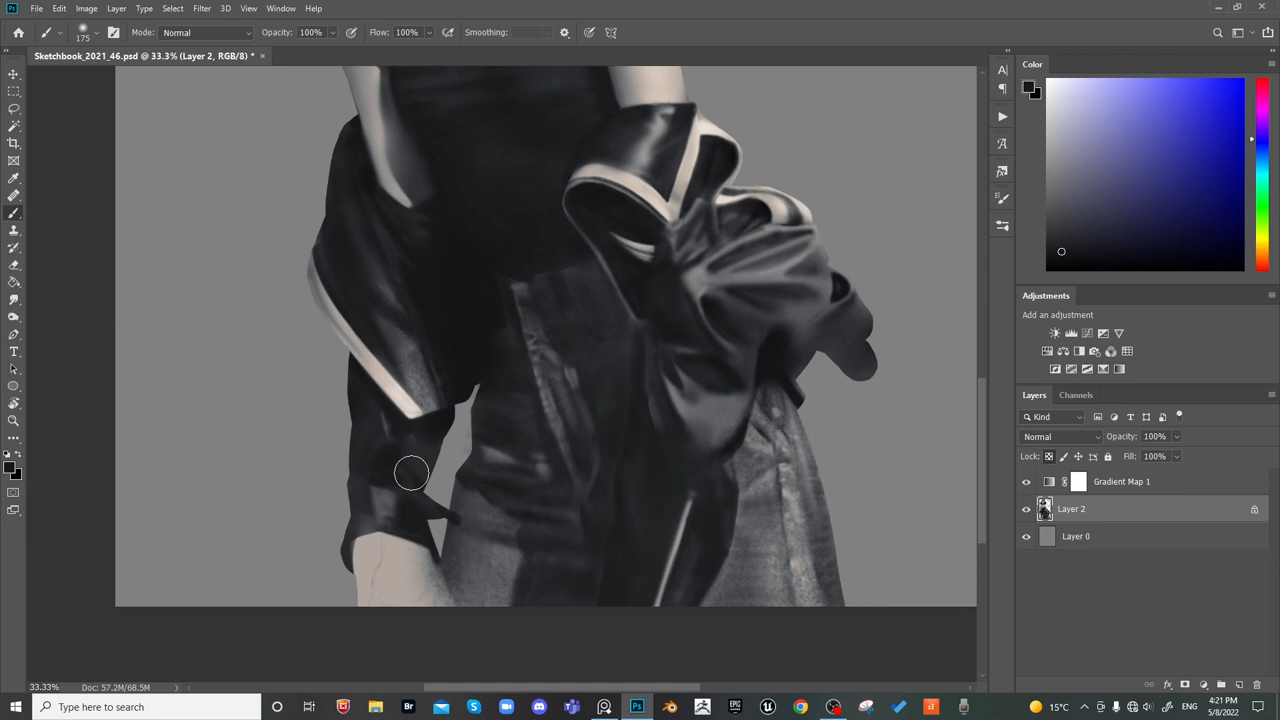 File Edit Image Layer Type Select Filter 3D View Window Help
175 Mode: Normal Opacity: 100% Flow: 100% Smoothing:
Sketchbook_2021_46.psd @ 33.3% (Layer 2, RGB/8) *
Color
Adjustments
Add an adjustment
Layers Channels
Kind
Normal Opacity: 100%
Lock: Fill: 100%
Gradient Map 1
Layer 2
Layer 0
33.33% Doc: 57.2M/68.5M
Type here to search
15°C ENG 4:21 PM
5/8/2022